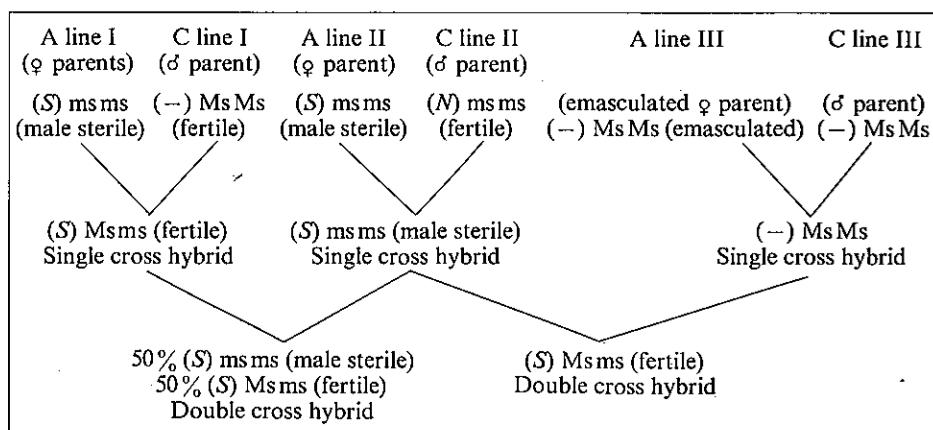 A line I C line I A line II C line II A line III C line III
(♀ parents) (♂ parent) (♀ parent) (♂ parent) (emasculated ♀ parent) (♂ parent)
(S) ms ms (–) Ms Ms (S) ms ms (N) ms ms (–) Ms Ms (emasculated) (–) Ms Ms
(male sterile) (fertile) (male sterile) (fertile)
(S) Ms ms (fertile) (S) ms ms (male sterile) (–) Ms Ms
Single cross hybrid Single cross hybrid Single cross hybrid
50% (S) ms ms (male sterile) (S) Ms ms (fertile)
50% (S) Ms ms (fertile) Double cross hybrid
Double cross hybrid